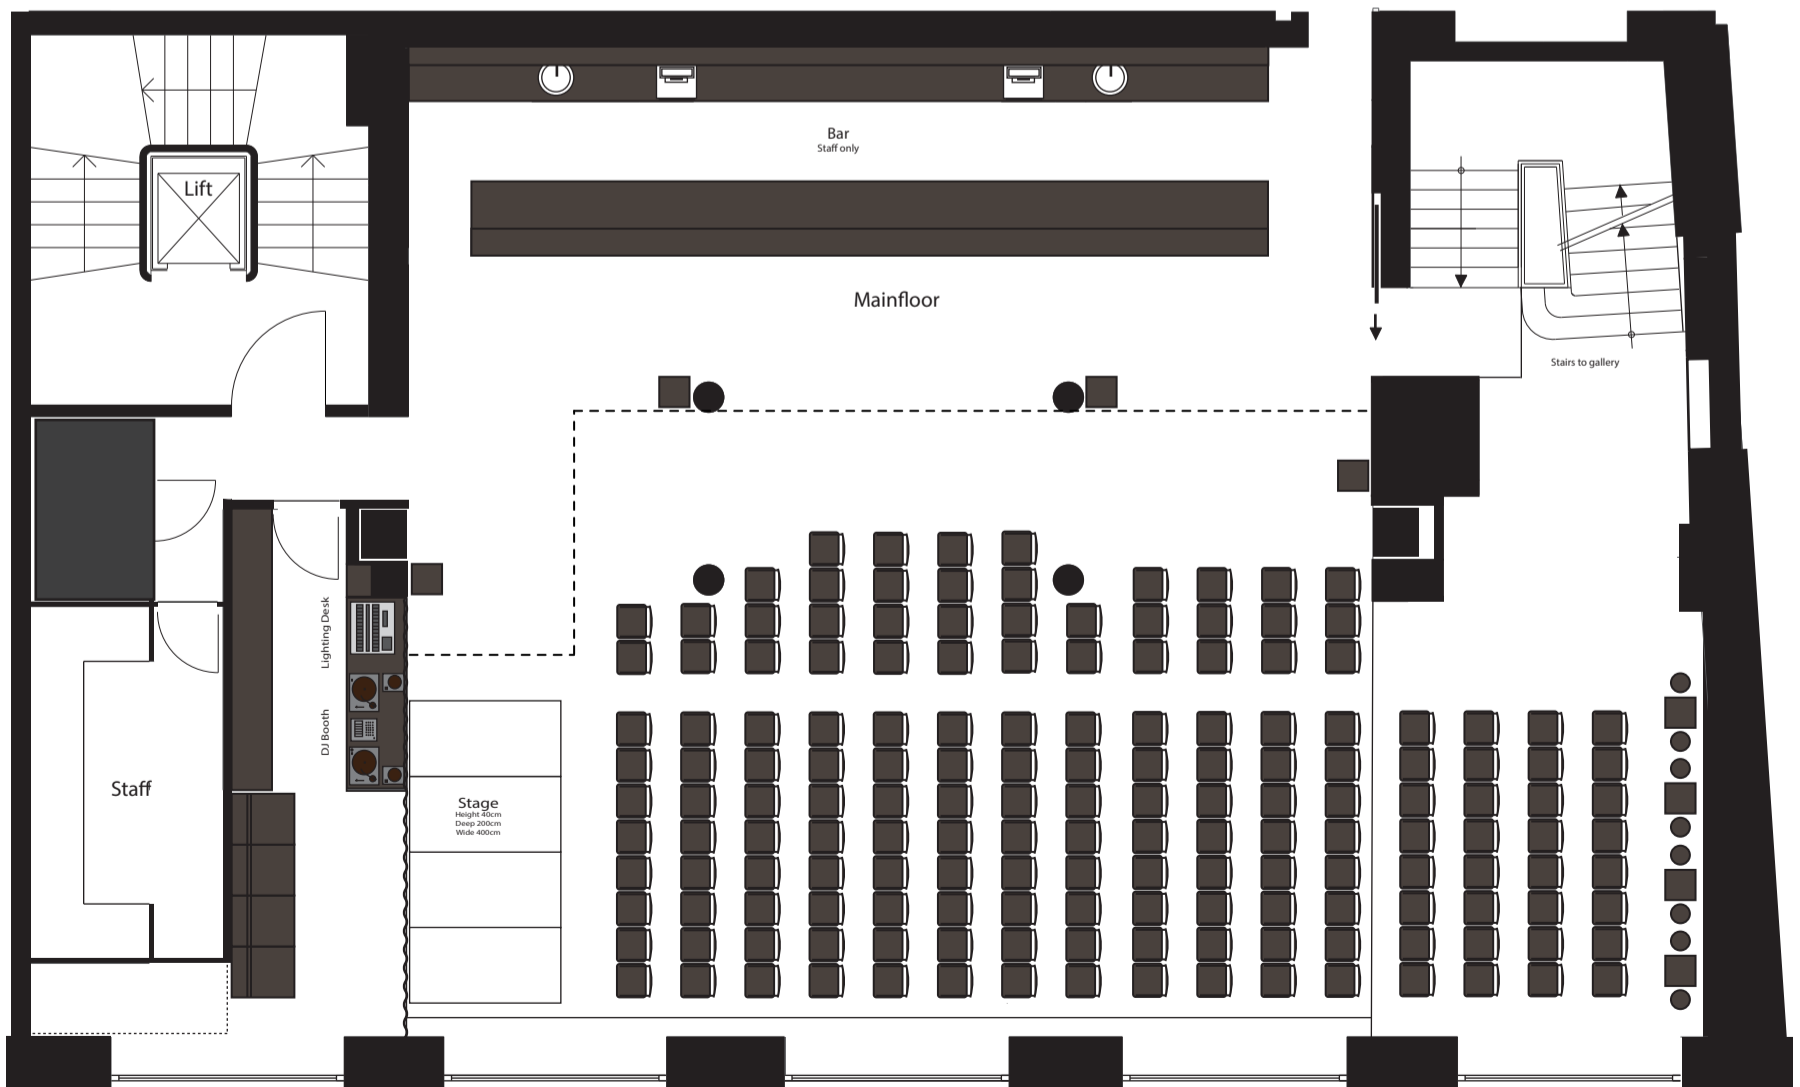 Bar
Staff only
Lift
Mainfloor
Stairs to gallery
Lighting Desk
DJ Booth
Staff
Stage
Height 40cm
Deep 200cm
Wide 400cm